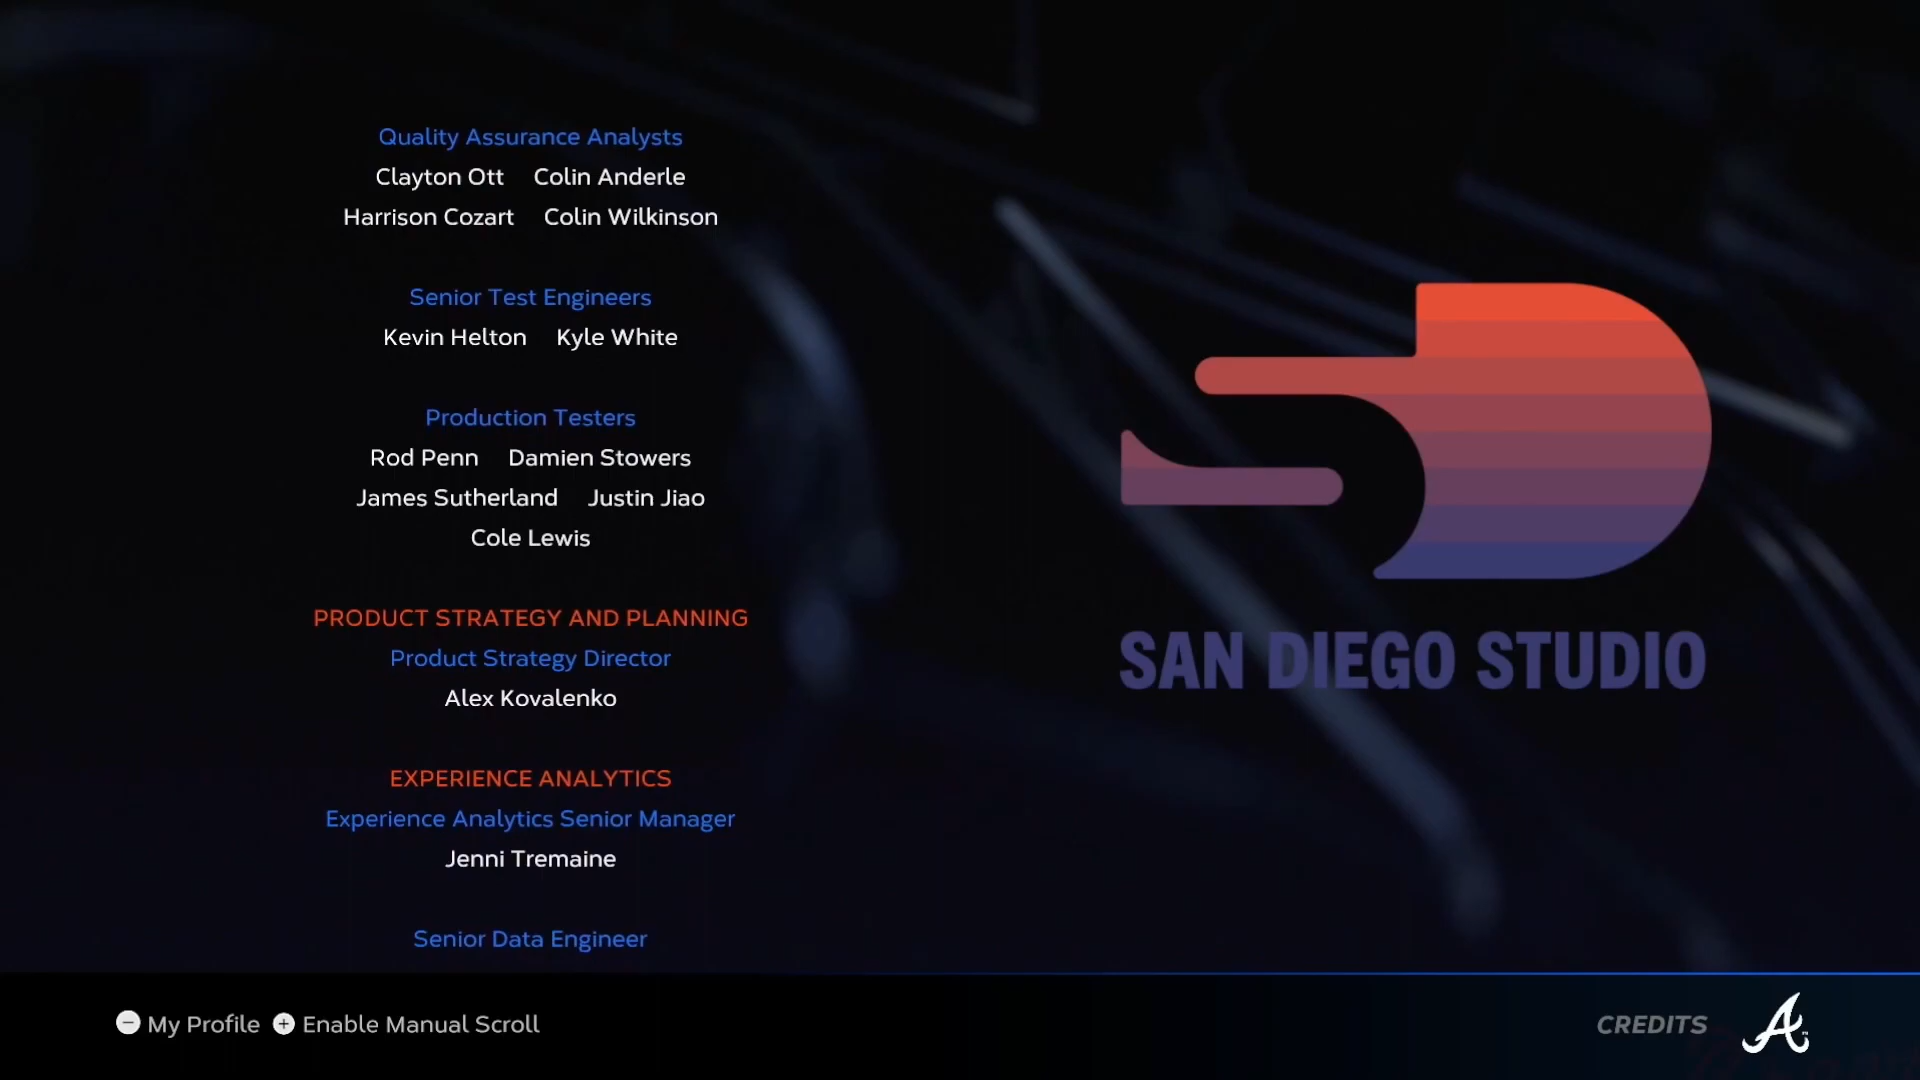 Quality Assurance Analysts
Clayton Ott Colin Anderle
Harrison Cozart Colin Wilkinson
Senior Test Engineers
Kevin Helton Kyle White
Production Testers
Rod Penn Damien Stowers
James Sutherland Justin Jiao
Cole Lewis
PRODUCT STRATEGY AND PLANNING
Product Strategy Director
Alex Kovalenko
EXPERIENCE ANALYTICS
Experience Analytics Senior Manager
Jenni Tremaine
Senior Data Engineer
SAN DIEGO STUDIO
My Profile Enable Manual Scroll
CREDITS A